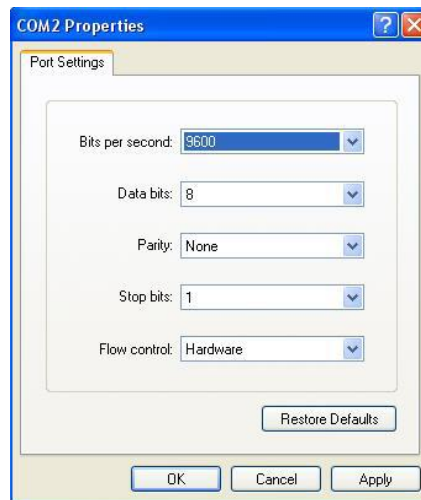 COM2 Properties
Port Settings
Bits per second: 9600
Data bits: 8
Parity: None
Stop bits: 1
Flow control: Hardware
Restore Defaults
OK Cancel Apply